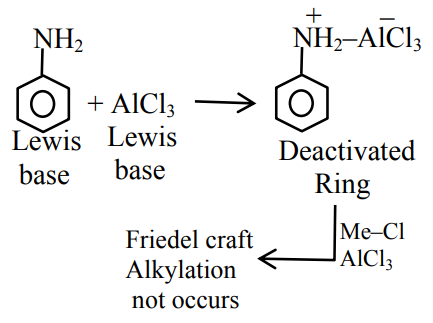 NH₂
+ AlCl₃
Lewis base
Lewis base
+ –
NH₂–AlCl₃
Deactivated
Ring
Me–Cl
AlCl₃
Friedel craft
Alkylation
not occurs